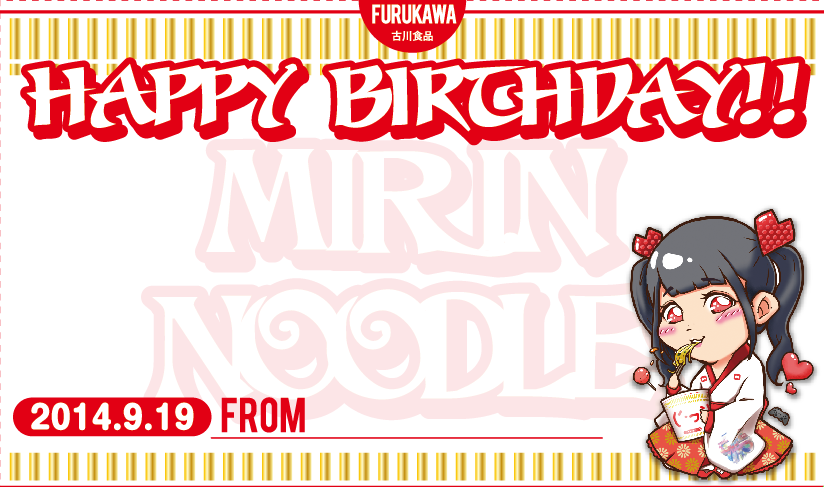 FURUKAWA
古川食品
HAPPY BIRTHDAY!!
MIRIN
NOODLE
2014.9.19 FROM